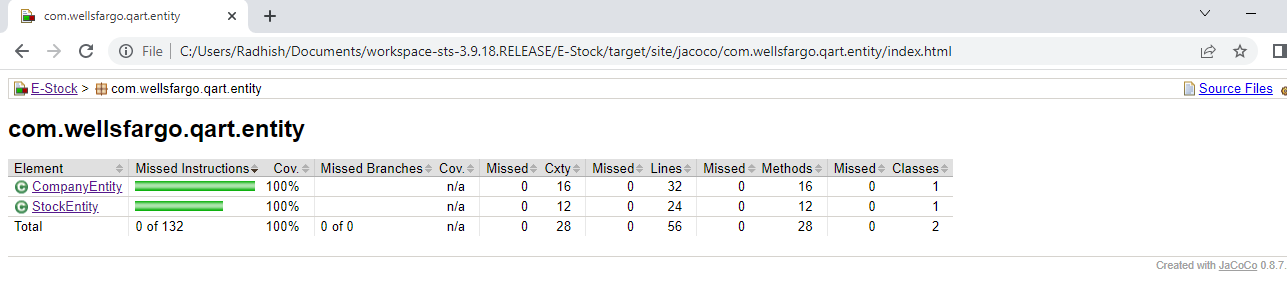 com.wellsfargo.qart.entity
File C:/Users/Radhish/Documents/workspace-sts-3.9.18.RELEASE/E-Stock/target/site/jacoco/com.wellsfargo.qart.entity/index.html
E-Stock > com.wellsfargo.qart.entity Source Files
com.wellsfargo.qart.entity
Element Missed Instructions Cov. Missed Branches Cov. Missed Cxty Missed Lines Missed Methods Missed Classes
C CompanyEntity 100% n/a 0 16 0 32 0 16 0 1
C StockEntity 100% n/a 0 12 0 24 0 12 0 1
Total 0 of 132 100% 0 of 0 n/a 0 28 0 56 0 28 0 2
Created with JaCoCo 0.8.7.